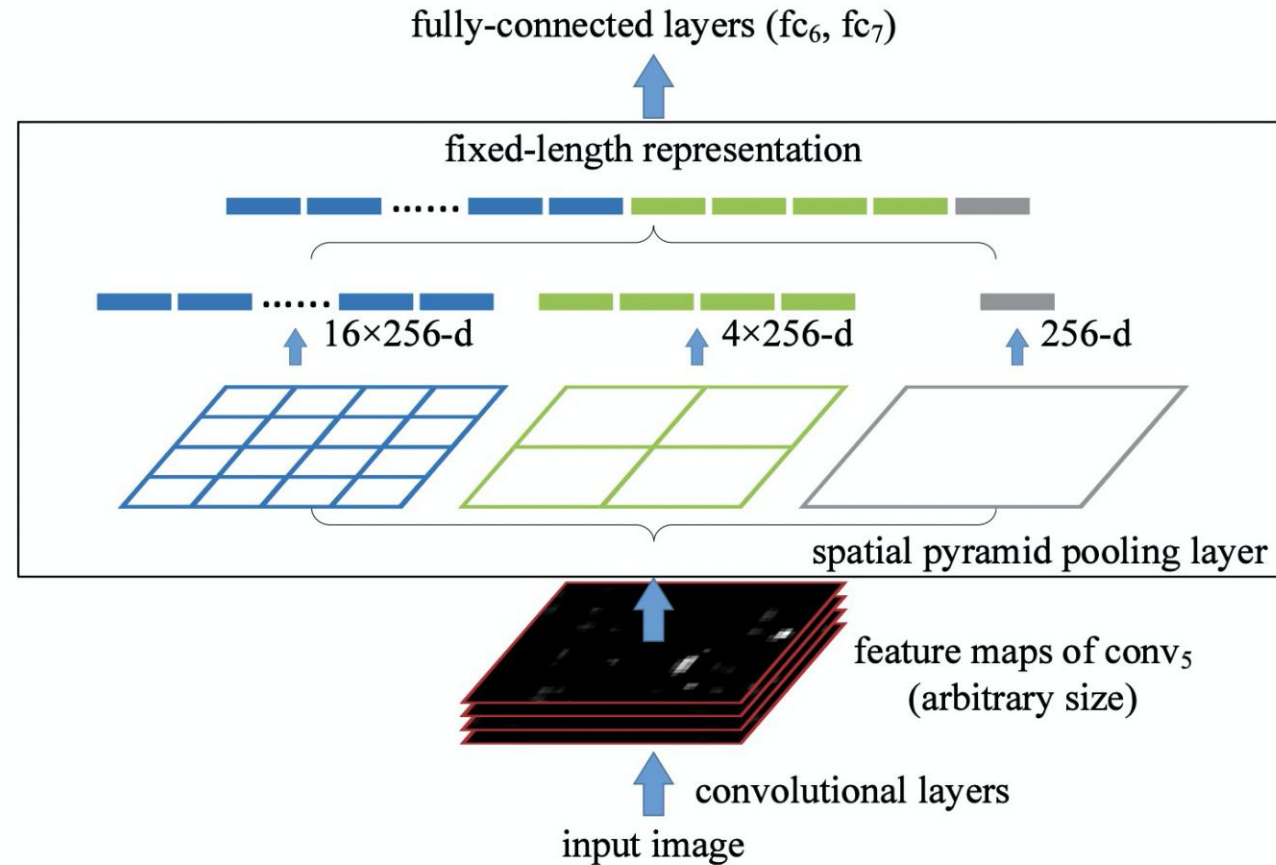 fully-connected layers (fc₆, fc₇)
fixed-length representation
......
......
16×256-d
4×256-d
256-d
spatial pyramid pooling layer
feature maps of conv₅
(arbitrary size)
convolutional layers
input image